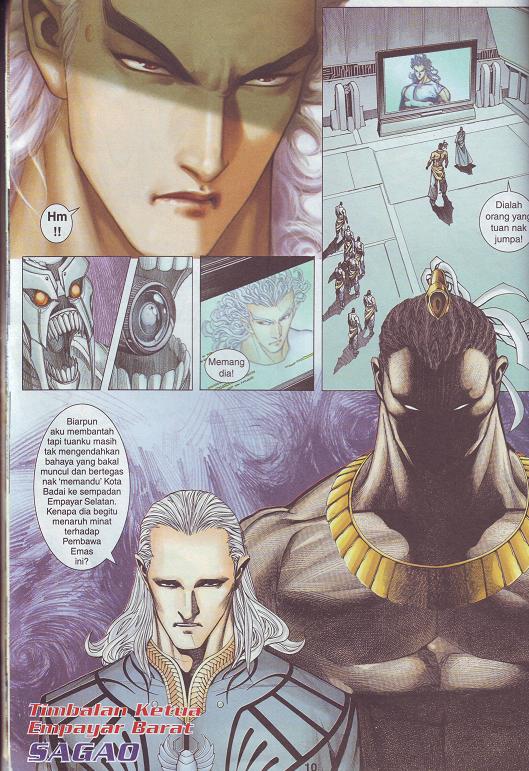 Hm
!!
Dialah
orang yang
tuan nak
jumpa!
Memang
dia!
Biarpun
aku membantah
tapi tuanku masih
tak mengendahkan
bahaya yang bakal
muncul dan bertegas
nak 'memandu' Kota
Badai ke sempadan
Empayar Selatan.
Kenapa dia begitu
menaruh minat
terhadap
Pembawa
Emas
ini?
Timbalan Ketua
Empayar Barat
SAGAO
10